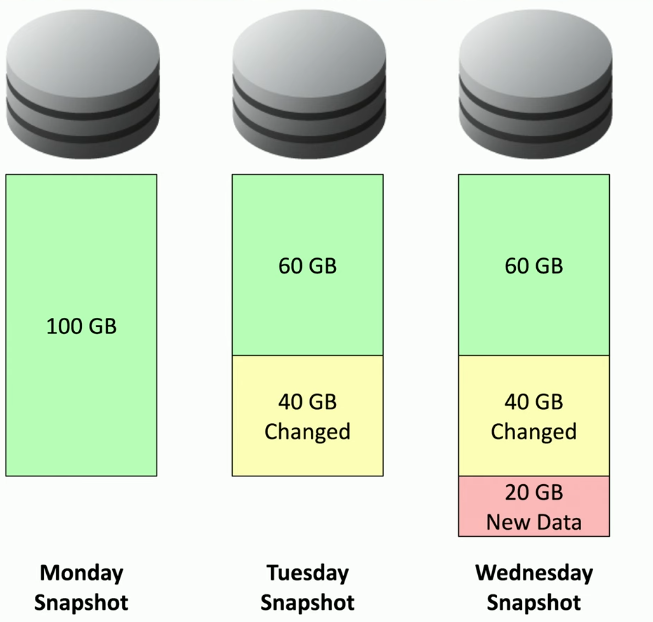 100 GB
60 GB
40 GB
Changed
60 GB
40 GB
Changed
20 GB
New Data
Monday
Snapshot
Tuesday
Snapshot
Wednesday
Snapshot